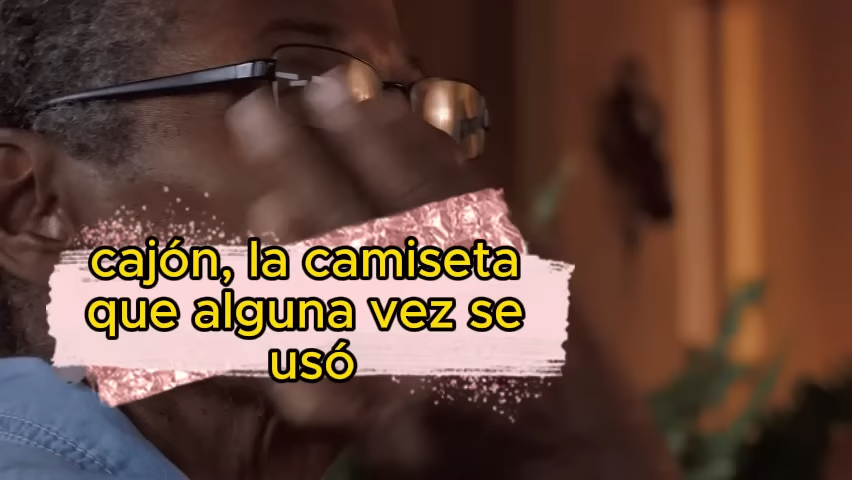 cajón, la camiseta
que alguna vez se
usó